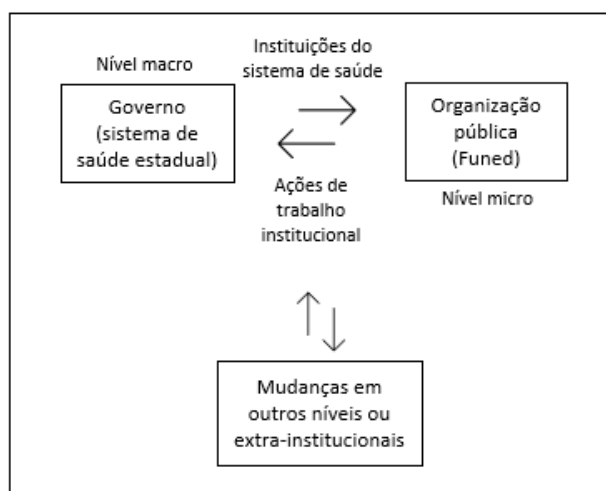 Nível macro
Instituições do
sistema de saúde
Governo
(sistema de
saúde estadual)
Organização
pública
(Funed)
Ações de
trabalho
institucional
Nível micro
Mudanças em
outros níveis ou
extra-institucionais